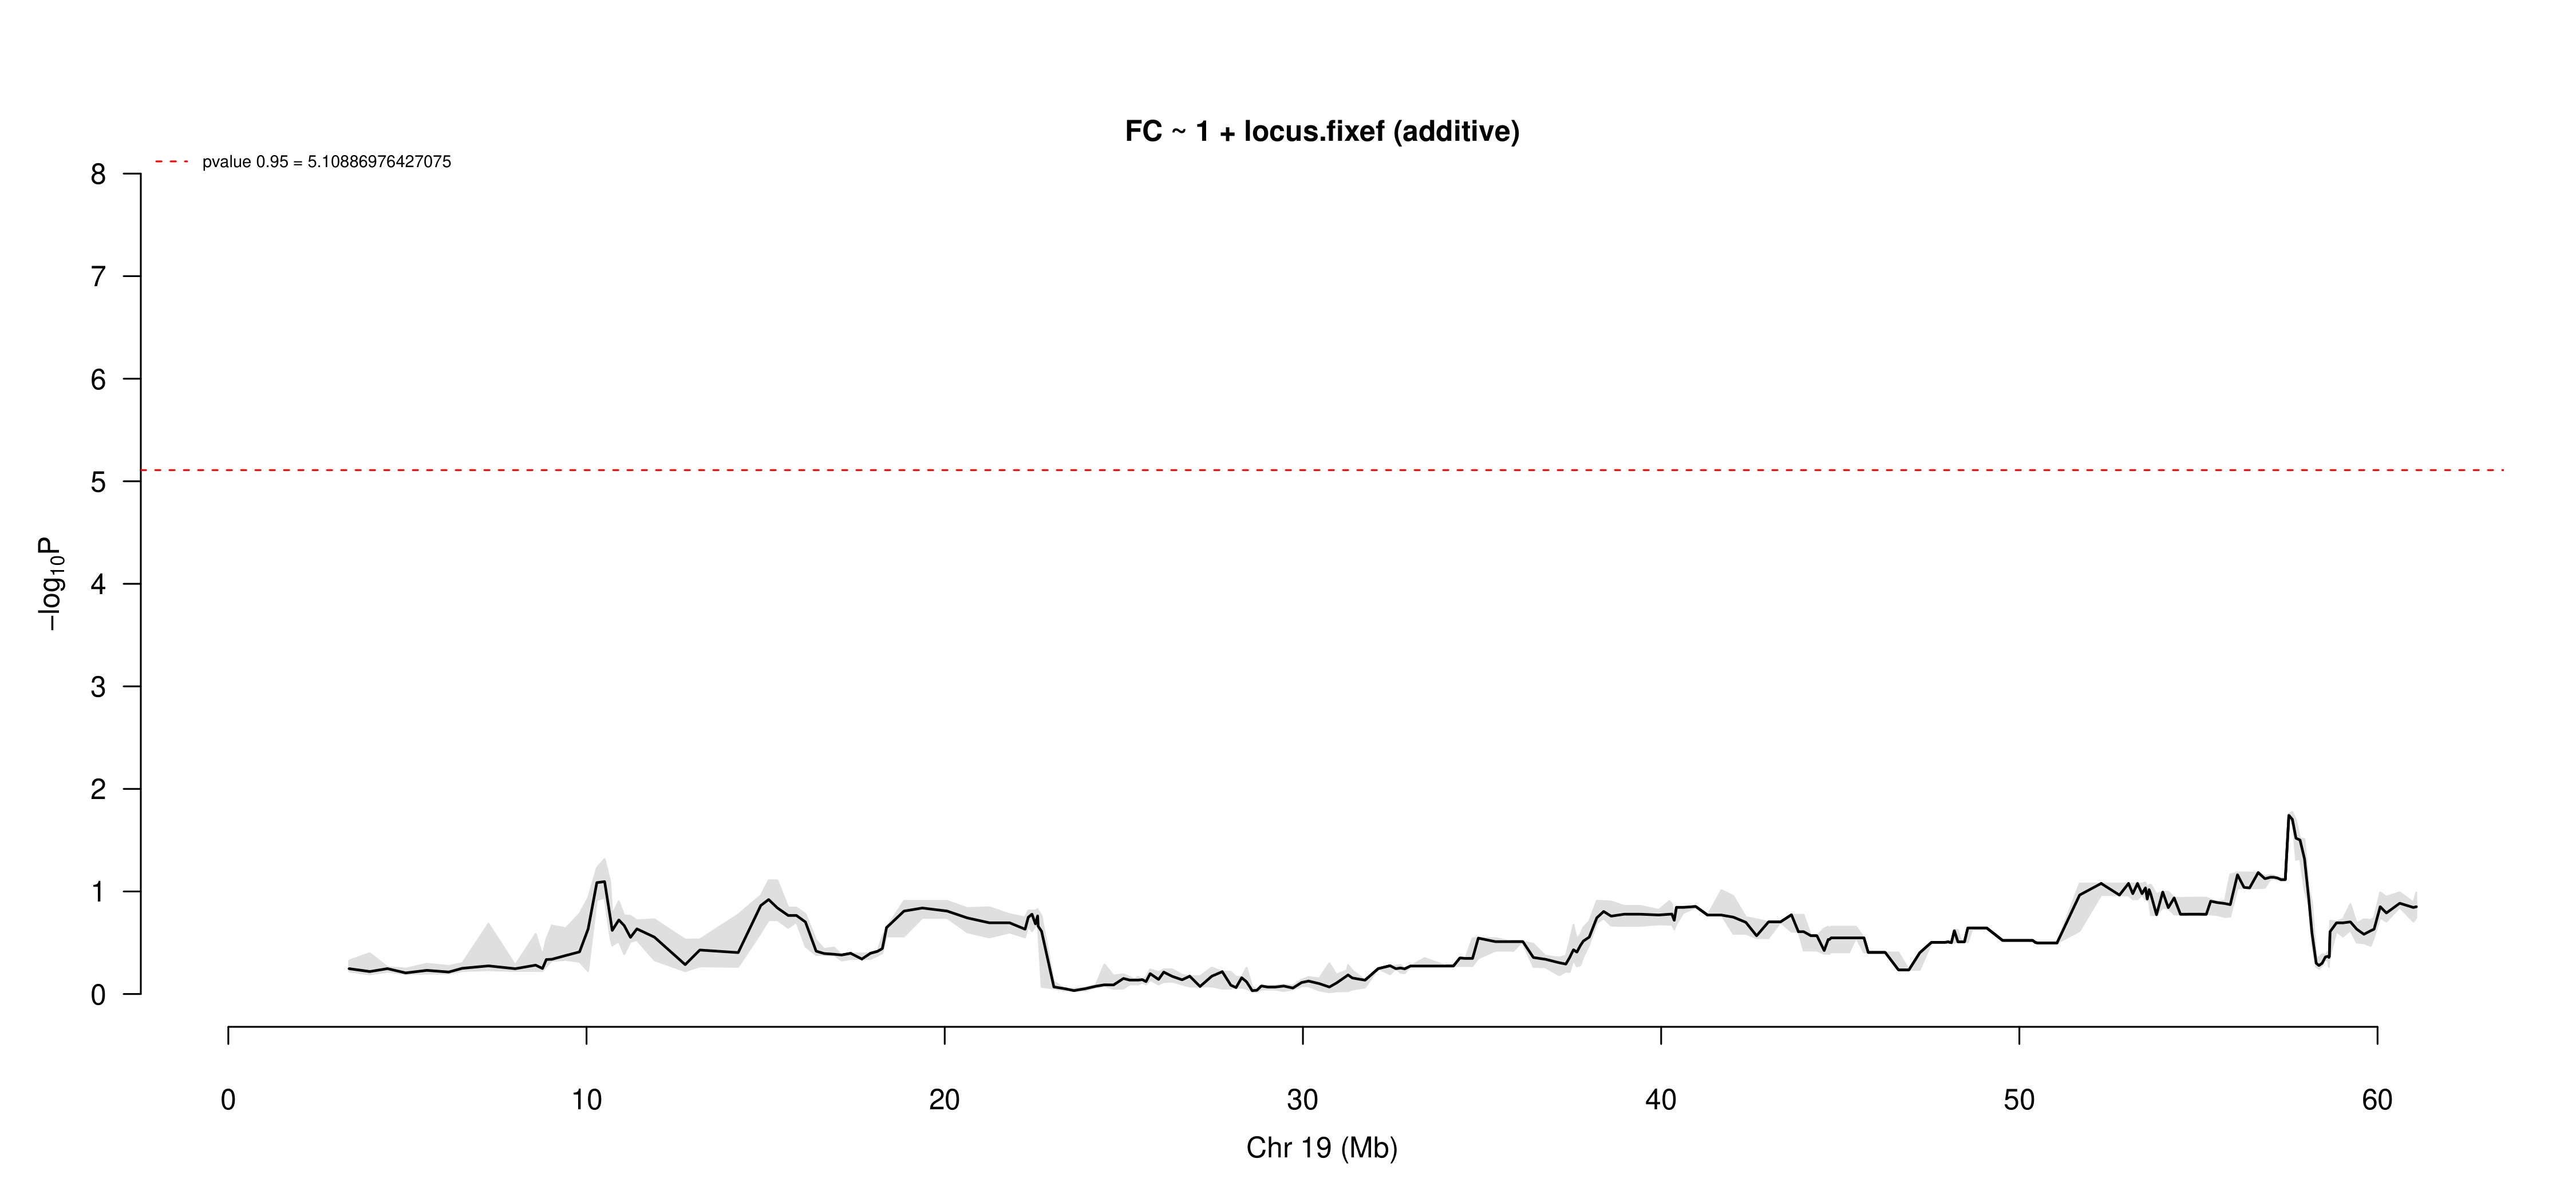 FC ~ 1 + locus.fixef (additive)
pvalue 0.95 = 5.10886976427075
8
7
6
5
4
3
2
1
0
−log10P
0 10 20 30 40 50 60
Chr 19 (Mb)